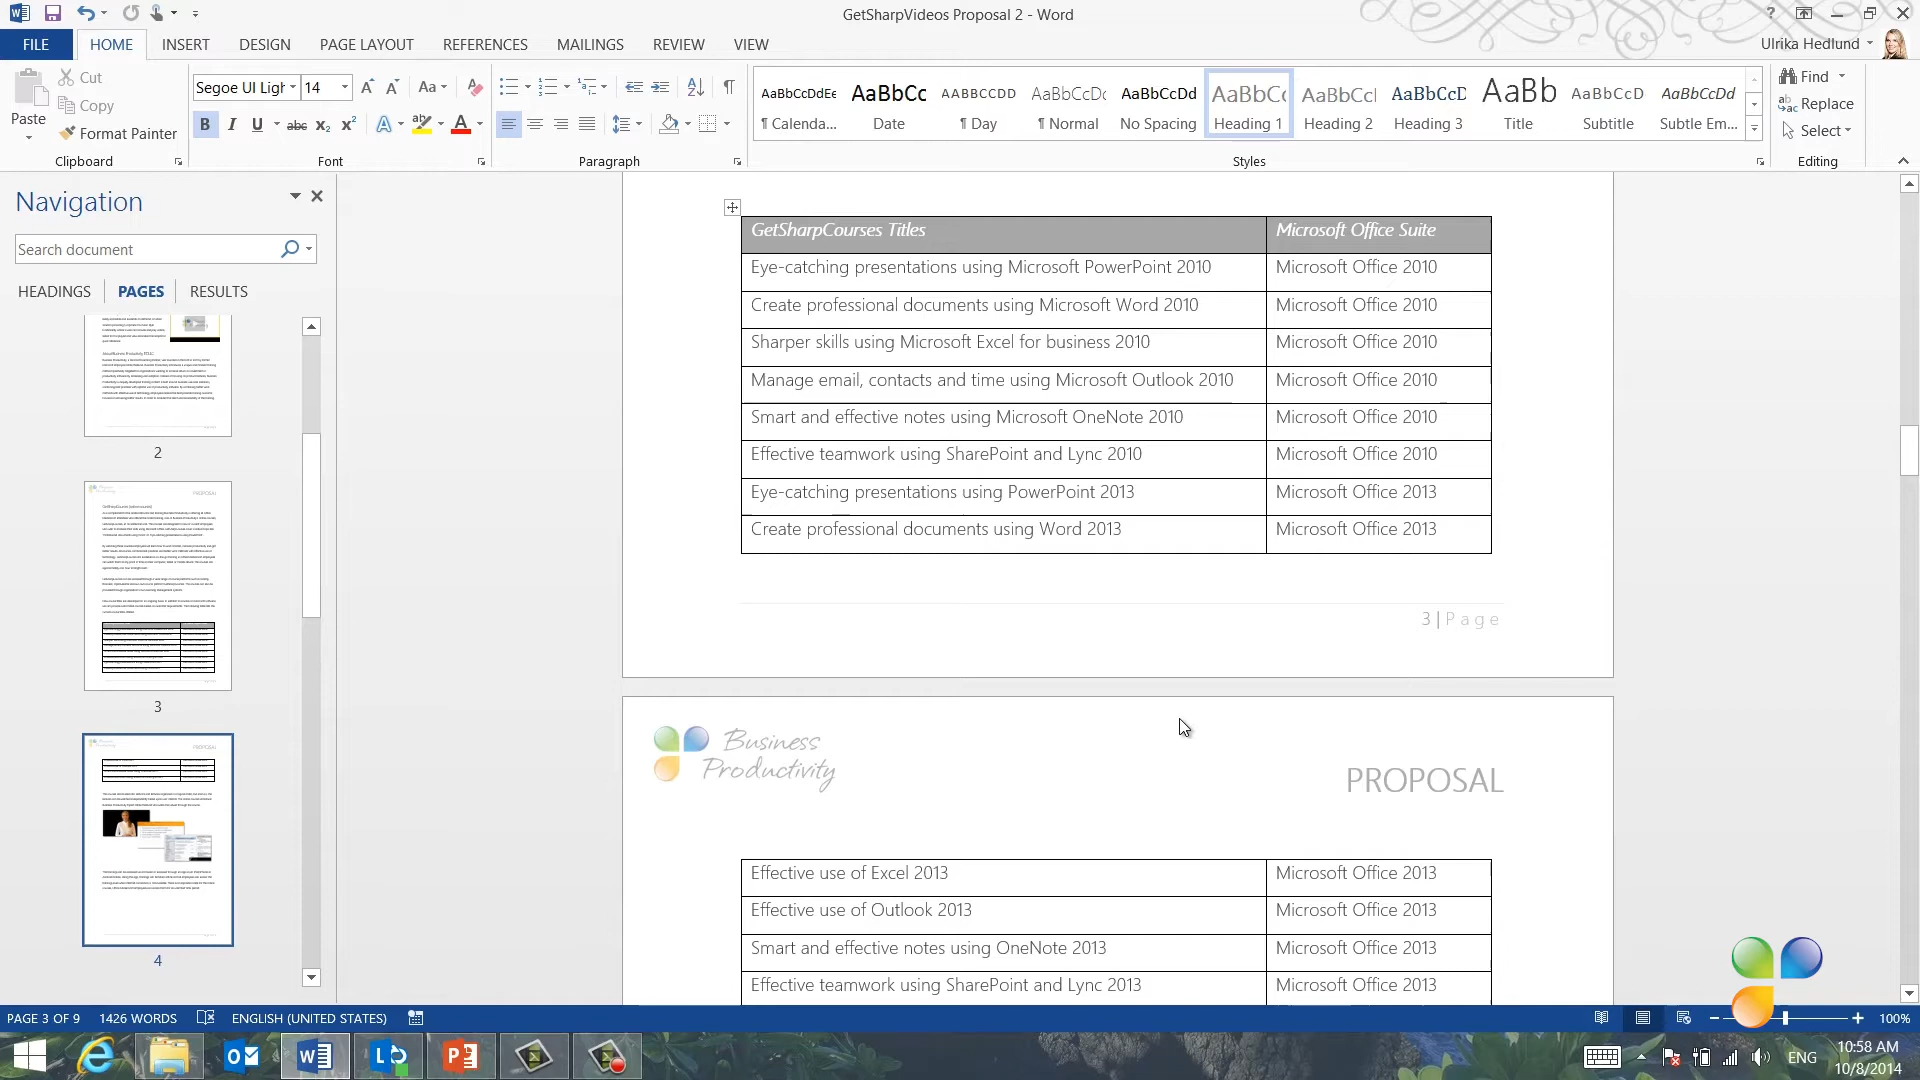 GetSharpVideos Proposal 2 - Word
?
FILE HOME INSERT DESIGN PAGE LAYOUT REFERENCES MAILINGS REVIEW VIEW
Ulrika Hedlund
Paste
Cut
Copy
Format Painter
Clipboard
Segoe UI Ligh 14
Aa
B I U abc X₂ X²
Font
Paragraph
AaBbCcDdEe AaBbCc AABBCCDD AaBbCcDc AaBbCcDd AaBbCc AaBbCcI AaBbCcD AaBb AaBbCcD AaBbCcDd
¶ Calenda... Date ¶ Day ¶ Normal No Spacing Heading 1 Heading 2 Heading 3 Title Subtitle Subtle Em...
Styles
Find
Replace
Select
Editing
Navigation
Search document
HEADINGS PAGES RESULTS
2
3
4
GetSharpCourses Titles Microsoft Office Suite
Eye-catching presentations using Microsoft PowerPoint 2010 Microsoft Office 2010
Create professional documents using Microsoft Word 2010 Microsoft Office 2010
Sharper skills using Microsoft Excel for business 2010 Microsoft Office 2010
Manage email, contacts and time using Microsoft Outlook 2010 Microsoft Office 2010
Smart and effective notes using Microsoft OneNote 2010 Microsoft Office 2010
Effective teamwork using SharePoint and Lync 2010 Microsoft Office 2010
Eye-catching presentations using PowerPoint 2013 Microsoft Office 2013
Create professional documents using Word 2013 Microsoft Office 2013
3 | Page
Business
Productivity
PROPOSAL
Effective use of Excel 2013 Microsoft Office 2013
Effective use of Outlook 2013 Microsoft Office 2013
Smart and effective notes using OneNote 2013 Microsoft Office 2013
Effective teamwork using SharePoint and Lync 2013 Microsoft Office 2013
PAGE 3 OF 9 1426 WORDS ENGLISH (UNITED STATES) 100%
ENG
10:58 AM
10/8/2014